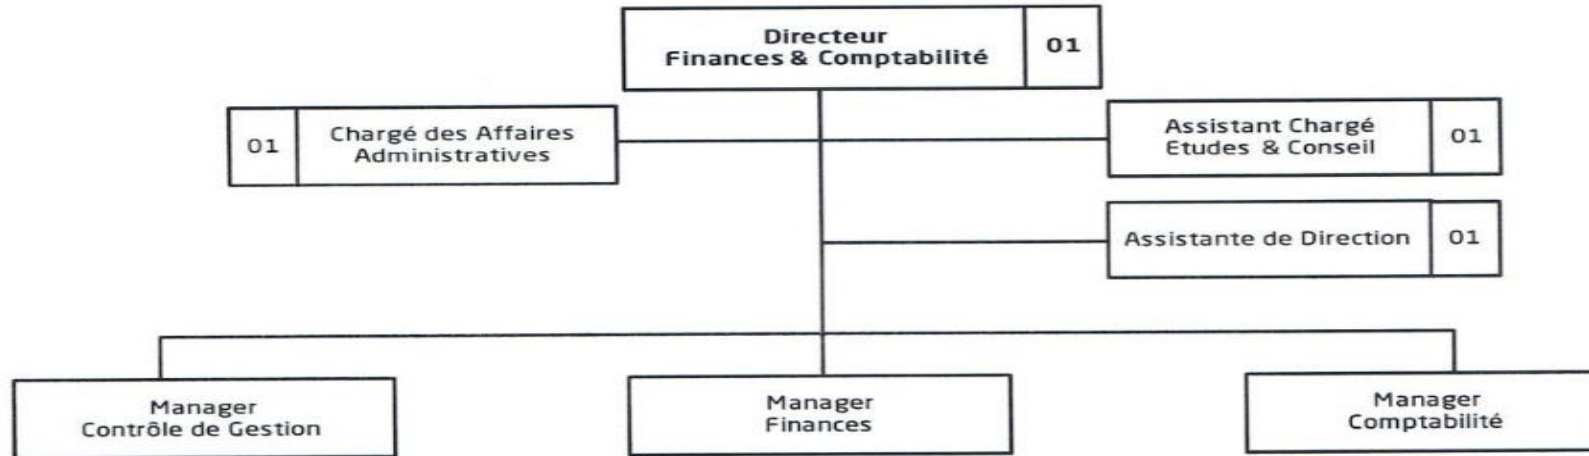 Directeur
Finances & Comptabilité
01
01
Chargé des Affaires
Administratives
Assistant Chargé
Etudes & Conseil
01
Assistante de Direction
01
Manager
Contrôle de Gestion
Manager
Finances
Manager
Comptabilité